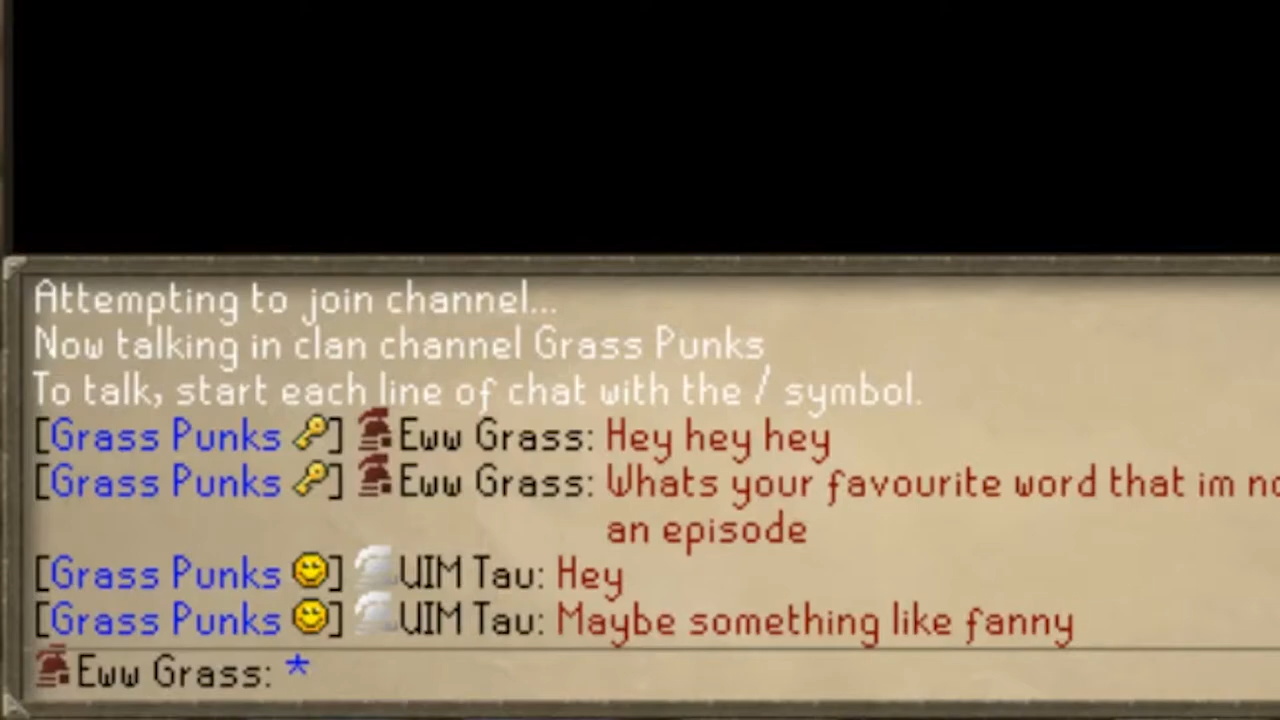 Attempting to join channel...
Now talking in clan channel Grass Punks
To talk, start each line of chat with the / symbol.
[Grass Punks ] Eww Grass: Hey hey hey
[Grass Punks ] Eww Grass: Whats your favourite word that im
an episode
[Grass Punks ] UIM Tau: Hey
[Grass Punks ] UIM Tau: Maybe something like fanny
Eww Grass: *